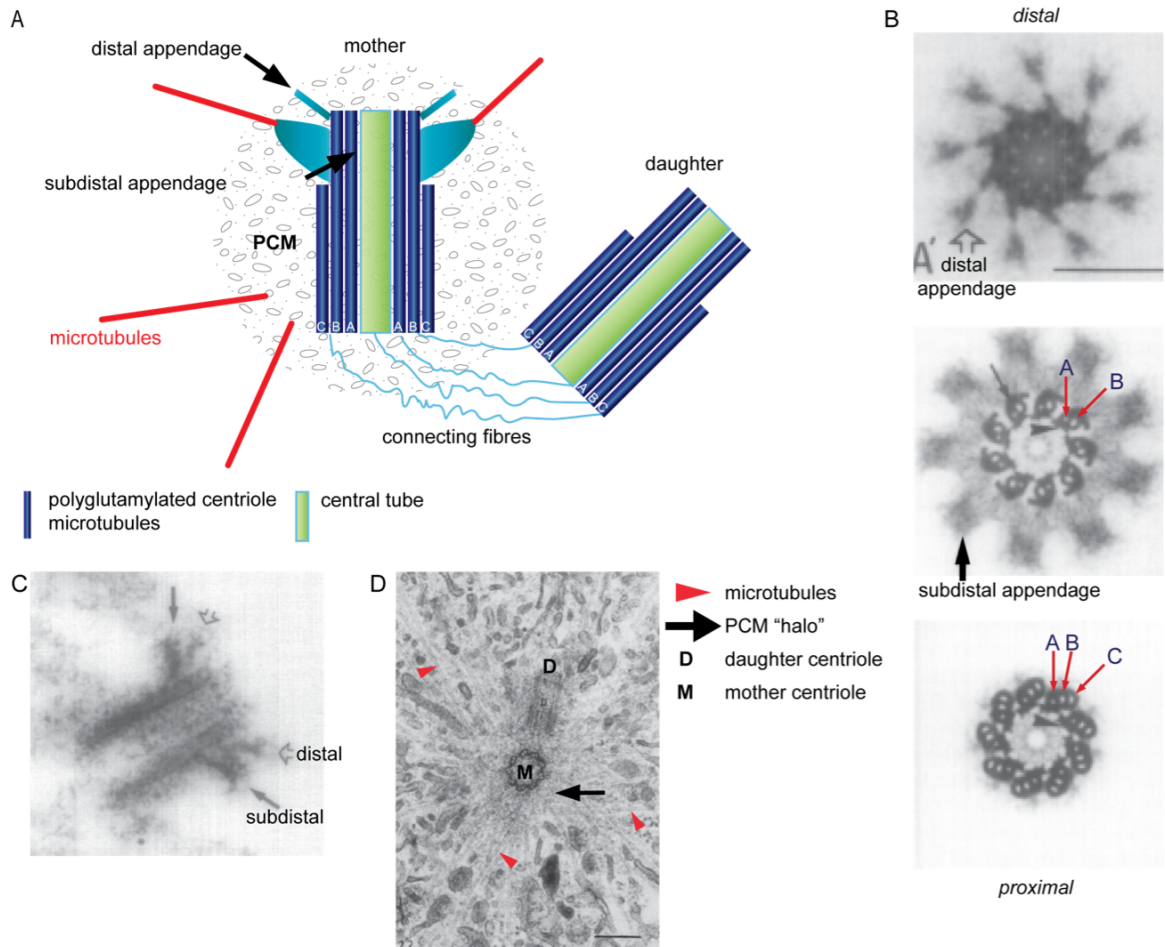 A
distal appendage
mother
subdistal appendage
daughter
PCM
microtubules
C B A A B C
C B A A B C
connecting fibres
polyglutamylated centriole
microtubules
central tube
B
distal
A'
distal
appendage
A
B
subdistal appendage
A B C
proximal
C
distal
subdistal
D
D
M
microtubules
PCM "halo"
D daughter centriole
M mother centriole